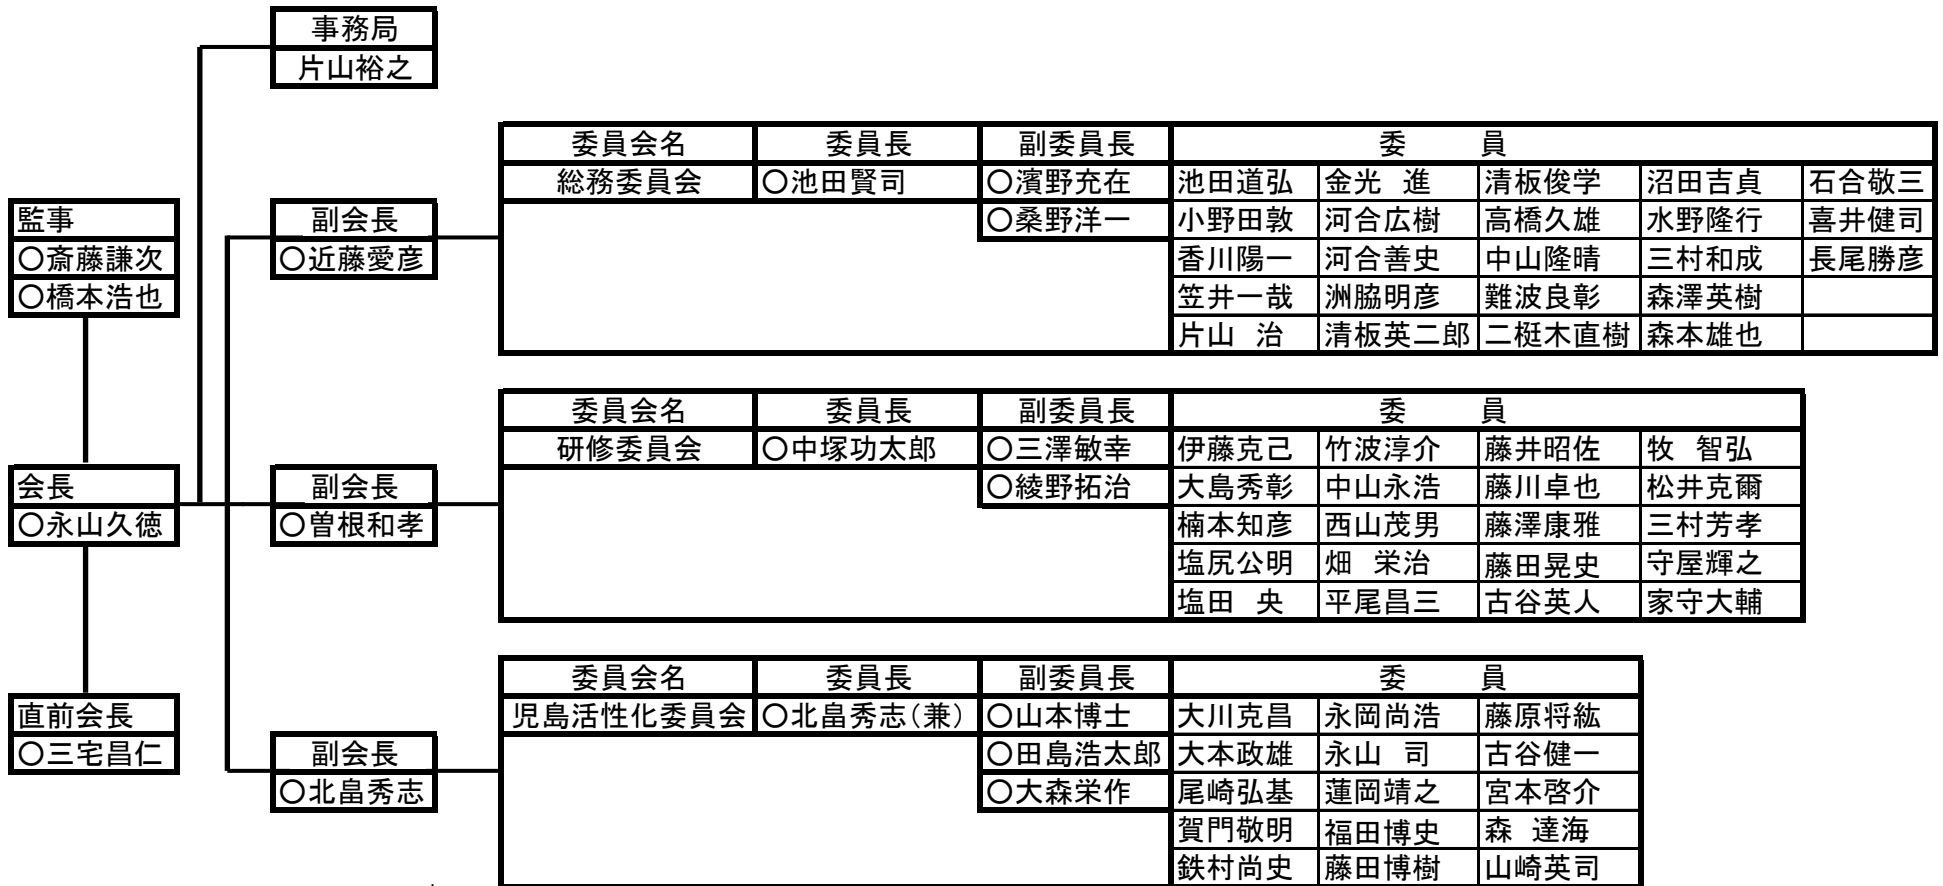 事務局
片山裕之
監事
〇斎藤謙次
〇橋本浩也
会長
〇永山久徳
直前会長
〇三宅昌仁
副会長
〇近藤愛彦
委員会名 委員長 副委員長 委 員
総務委員会 〇池田賢司 〇濱野充在 池田道弘 金光 進 清板俊学 沼田吉貞 石合敬三
〇桑野洋一 小野田敦 河合広樹 高橋久雄 水野隆行 喜井健司
香川陽一 河合善史 中山隆晴 三村和成 長尾勝彦
笠井一哉 洲脇明彦 難波良彰 森澤英樹
片山 治 清板英二郎 二梃木直樹 森本雄也
副会長
〇曽根和孝
委員会名 委員長 副委員長 委 員
研修委員会 〇中塚功太郎 〇三澤敏幸 伊藤克己 竹波淳介 藤井昭佐 牧 智弘
〇綾野拓治 大島秀彰 中山永浩 藤川卓也 松井克爾
楠本知彦 西山茂男 藤澤康雅 三村芳孝
塩尻公明 畑 栄治 藤田晃史 守屋輝之
塩田 央 平尾昌三 古谷英人 家守大輔
副会長
〇北畠秀志
委員会名 委員長 副委員長 委 員
児島活性化委員会 〇北畠秀志(兼) 〇山本博士 大川克昌 永岡尚浩 藤原将紘
〇田島浩太郎 大本政雄 永山 司 古谷健一
〇大森栄作 尾崎弘基 蓮岡靖之 宮本啓介
賀門敬明 福田博史 森 達海
鉄村尚史 藤田博樹 山崎英司